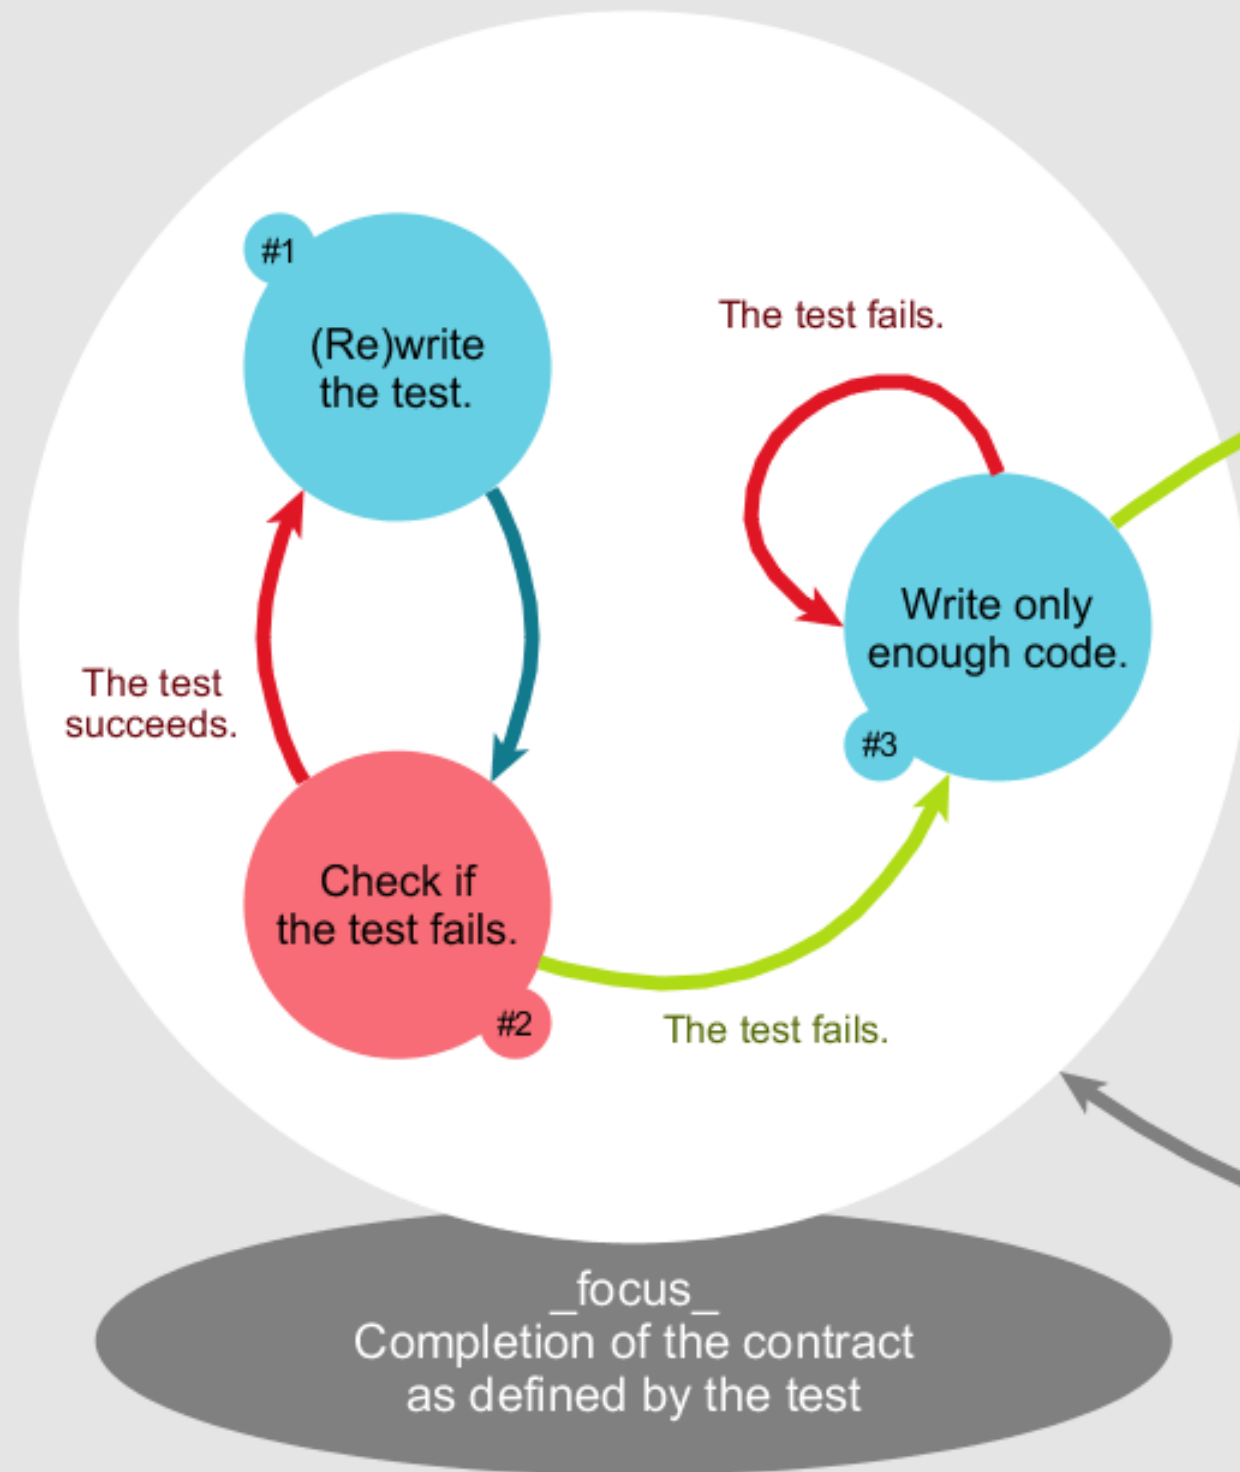 #1
(Re)write
the test.
The test fails.
Write only
enough code.
#3
The test
succeeds.
Check if
the test fails.
#2
The test fails.
_focus_
Completion of the contract
as defined by the test